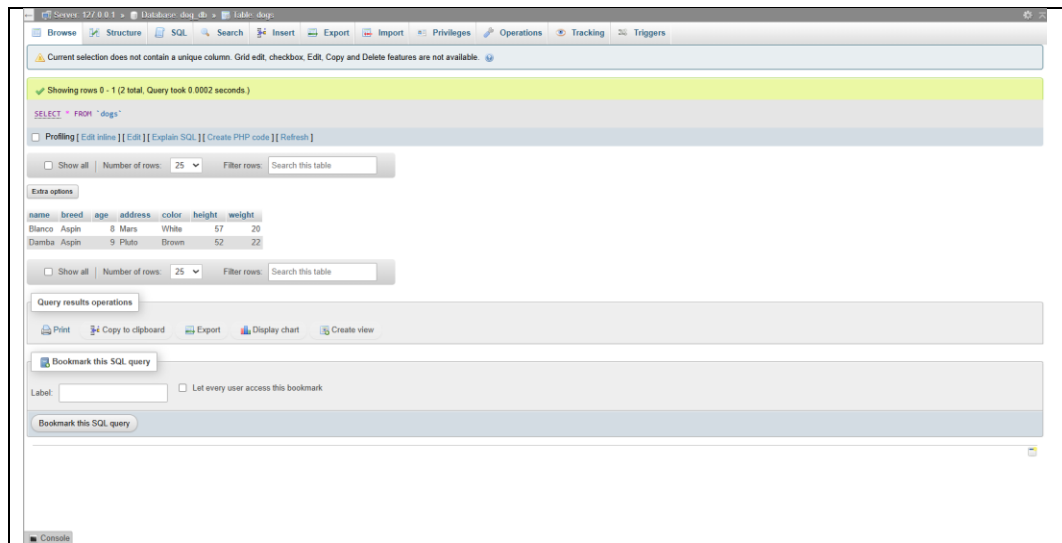 Server: 127.0.0.1 » Database: dog_db » Table: dogs
Browse Structure SQL Search Insert Export Import Privileges Operations Tracking Triggers
Current selection does not contain a unique column. Grid edit, checkbox, Edit, Copy and Delete features are not available.
Showing rows 0 - 1 (2 total, Query took 0.0002 seconds.)
SELECT * FROM `dogs`
Profiling [ Edit inline ] [ Edit ] [ Explain SQL ] [ Create PHP code ] [ Refresh ]
Show all | Number of rows: 25 Filter rows: Search this table
Extra options
name breed age address color height weight
Blanco Aspin 8 Mars White 57 20
Damba Aspin 9 Pluto Brown 52 22
Show all | Number of rows: 25 Filter rows: Search this table
Query results operations
Print Copy to clipboard Export Display chart Create view
Bookmark this SQL query
Label: Let every user access this bookmark
Bookmark this SQL query
Console